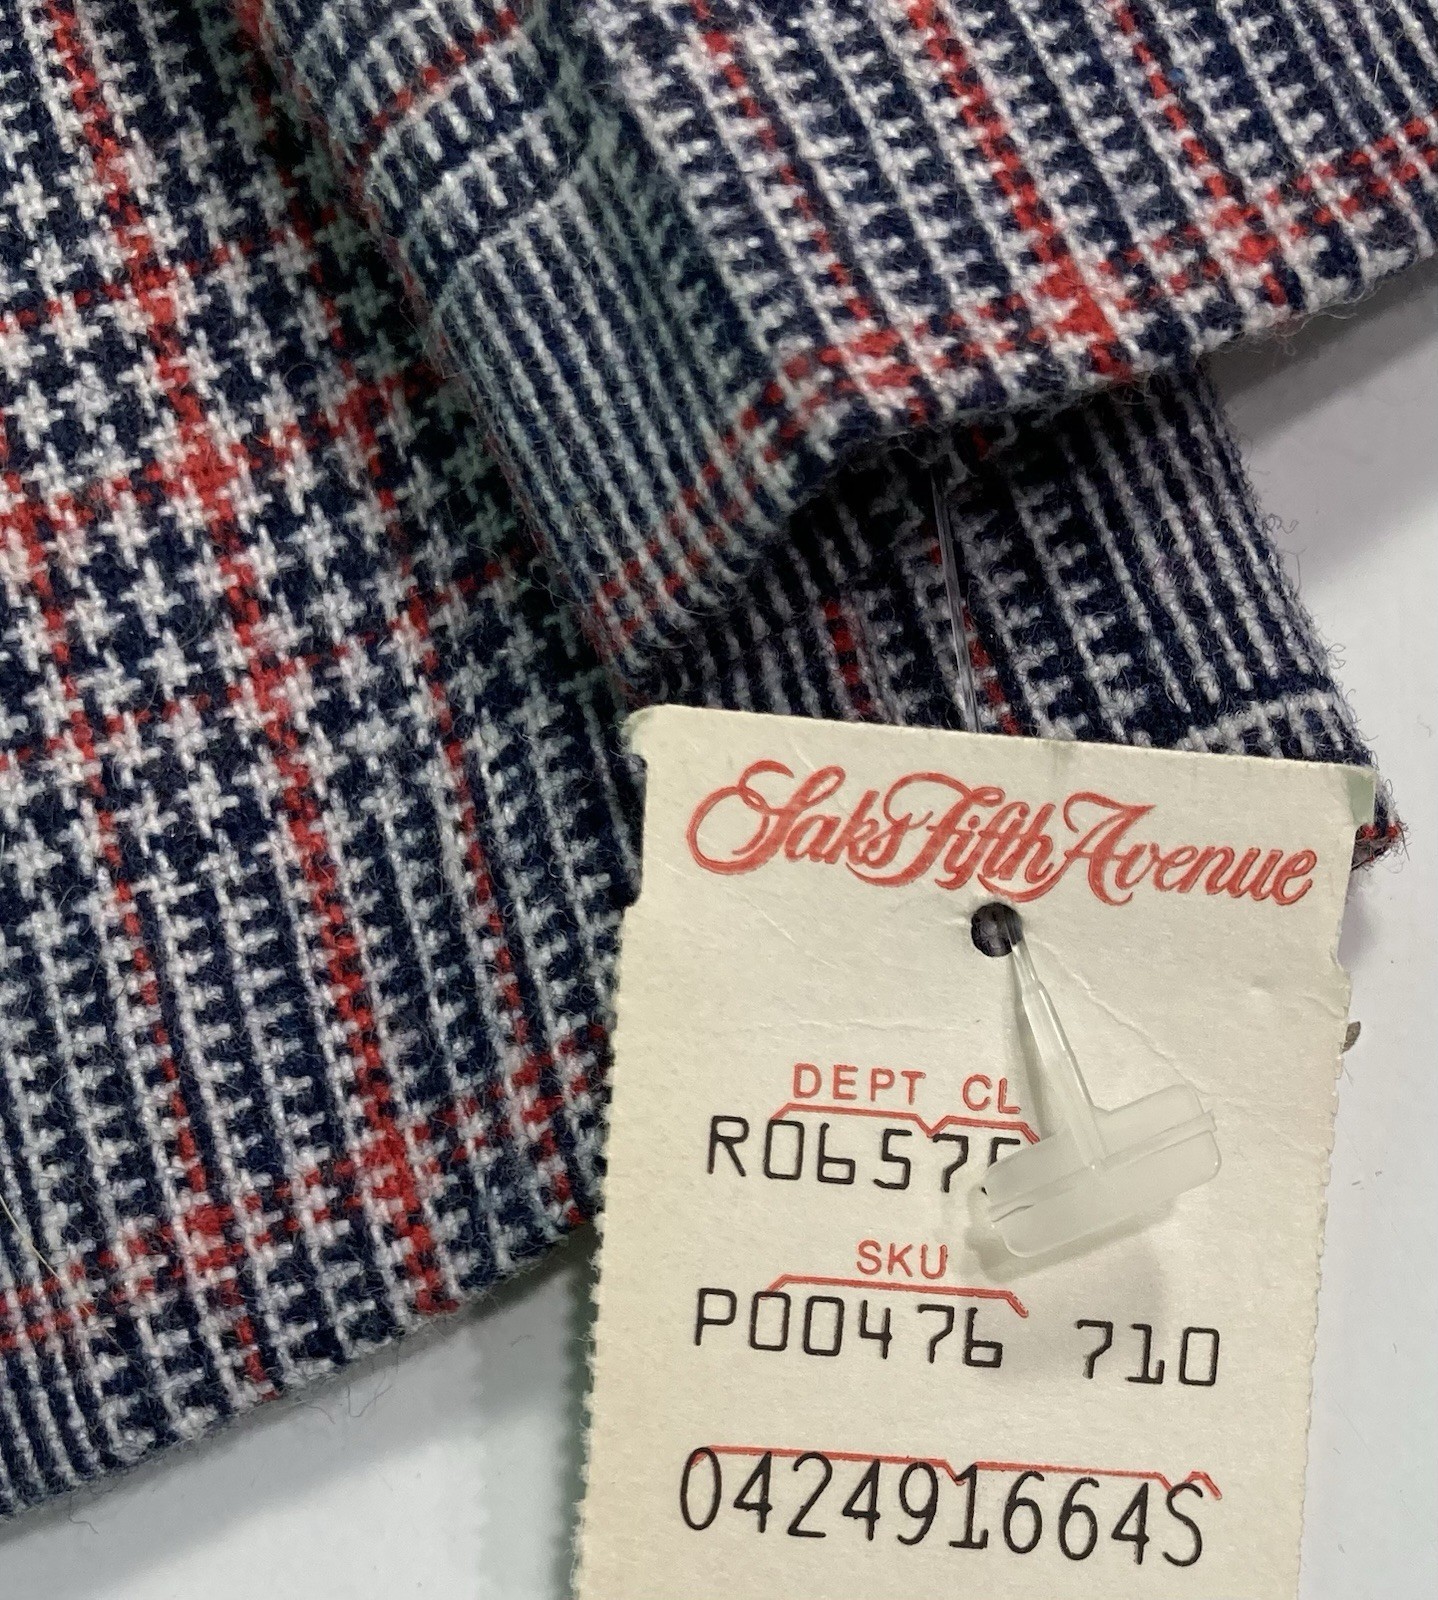 Saks Fifth Avenue
DEPT CL
R0657
SKU
P00476 710
042491664S